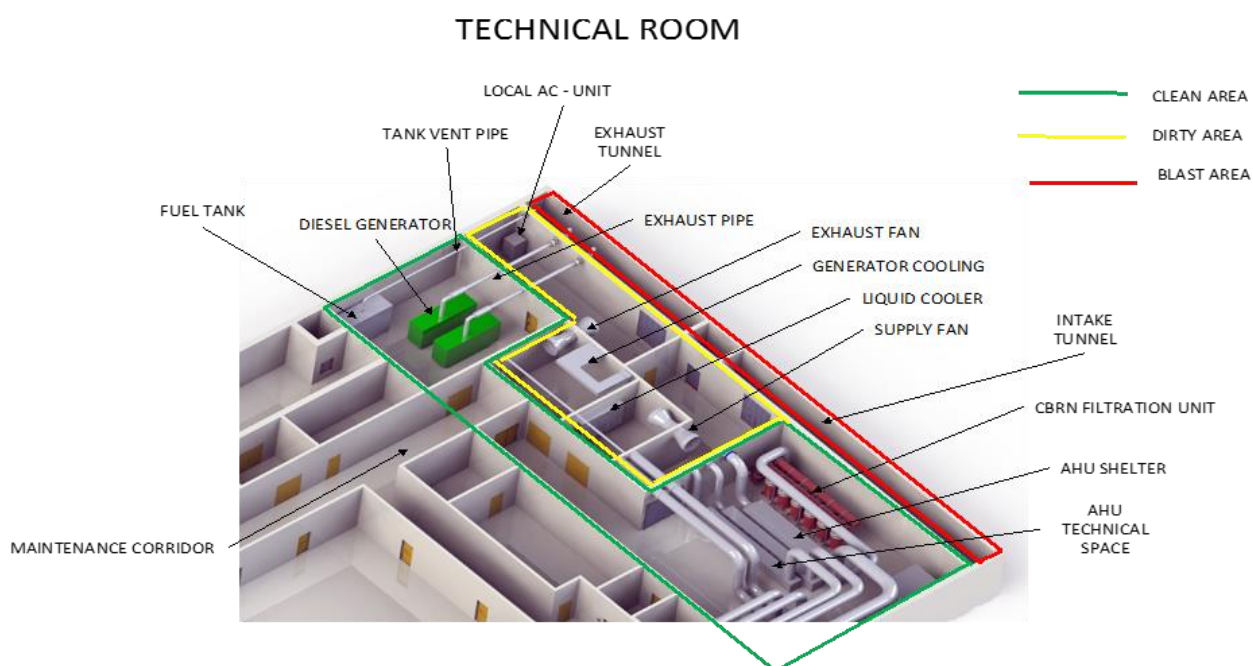 TECHNICAL ROOM
LOCAL AC - UNIT
CLEAN AREA
TANK VENT PIPE
EXHAUST
TUNNEL
DIRTY AREA
BLAST AREA
FUEL TANK
DIESEL GENERATOR
EXHAUST PIPE
EXHAUST FAN
GENERATOR COOLING
LIQUID COOLER
SUPPLY FAN
INTAKE
TUNNEL
CBRN FILTRATION UNIT
AHU SHELTER
AHU
TECHNICAL
SPACE
MAINTENANCE CORRIDOR